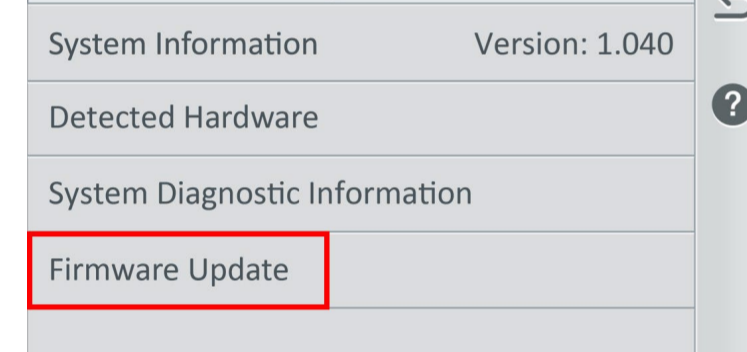 System Information Version: 1.040
Detected Hardware
System Diagnostic Information
Firmware Update
?